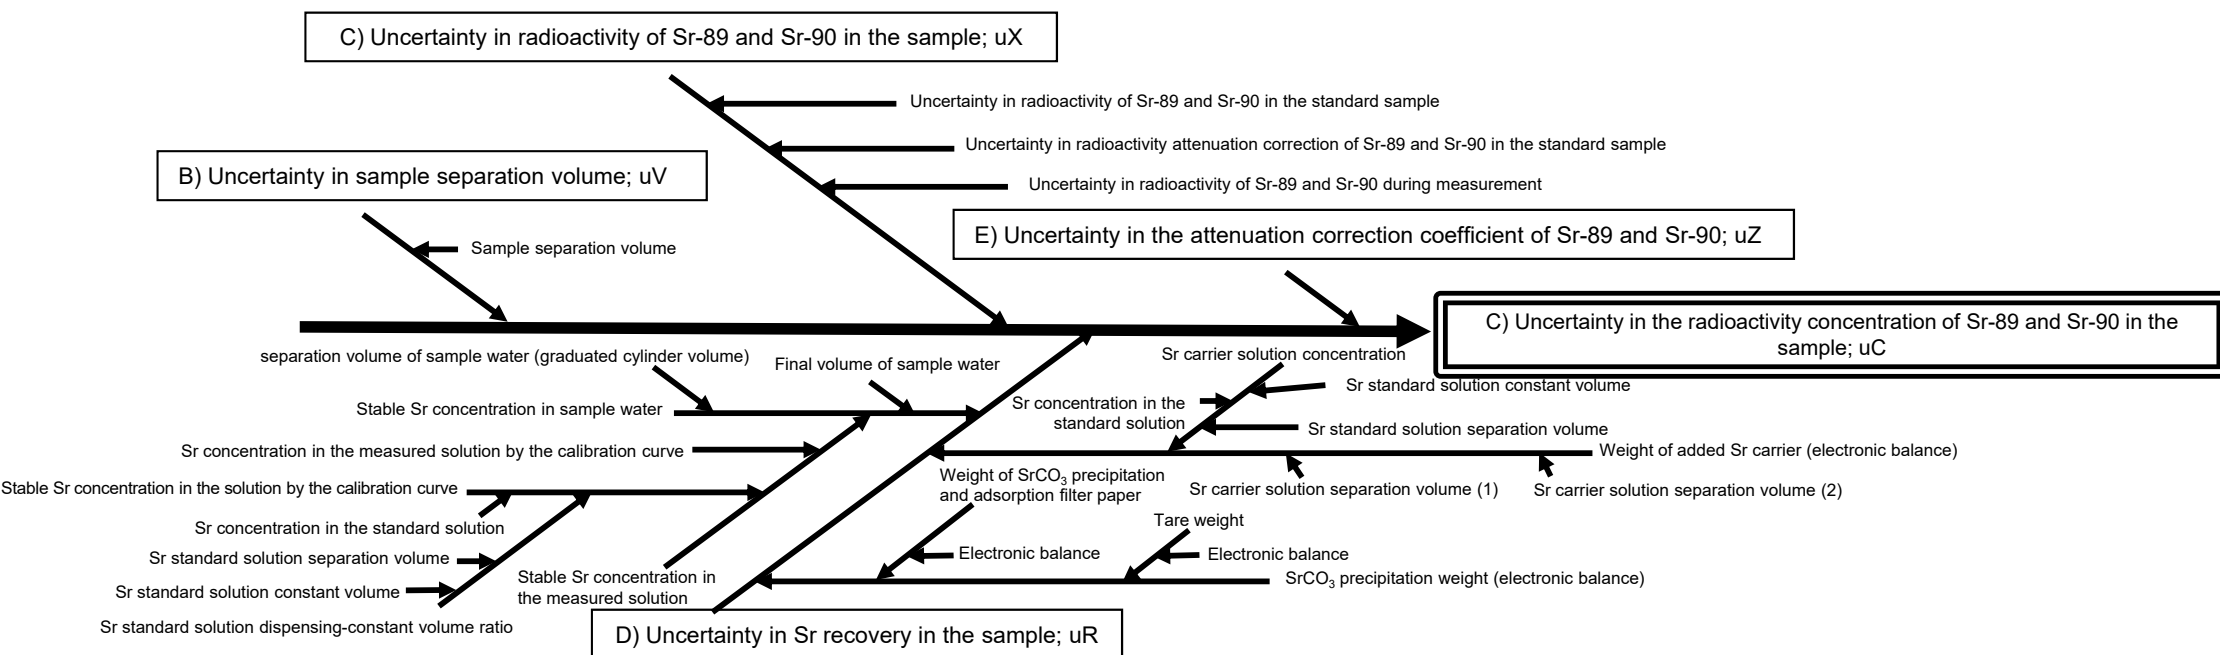 C) Uncertainty in radioactivity of Sr-89 and Sr-90 in the sample; uX
Uncertainty in radioactivity of Sr-89 and Sr-90 in the standard sample
Uncertainty in radioactivity attenuation correction of Sr-89 and Sr-90 in the standard sample
B) Uncertainty in sample separation volume; uV
Uncertainty in radioactivity of Sr-89 and Sr-90 during measurement
Sample separation volume
E) Uncertainty in the attenuation correction coefficient of Sr-89 and Sr-90; uZ
C) Uncertainty in the radioactivity concentration of Sr-89 and Sr-90 in the
sample; uC
separation volume of sample water (graduated cylinder volume)
Final volume of sample water
Sr carrier solution concentration
Sr standard solution constant volume
Stable Sr concentration in sample water
Sr concentration in the
standard solution
Sr standard solution separation volume
Sr concentration in the measured solution by the calibration curve
Weight of added Sr carrier (electronic balance)
Weight of SrCO3 precipitation
and adsorption filter paper
Sr carrier solution separation volume (1)
Sr carrier solution separation volume (2)
Stable Sr concentration in the solution by the calibration curve
Sr concentration in the standard solution
Tare weight
Sr standard solution separation volume
Electronic balance
Electronic balance
Stable Sr concentration in
the measured solution
SrCO3 precipitation weight (electronic balance)
Sr standard solution constant volume
Sr standard solution dispensing-constant volume ratio
D) Uncertainty in Sr recovery in the sample; uR